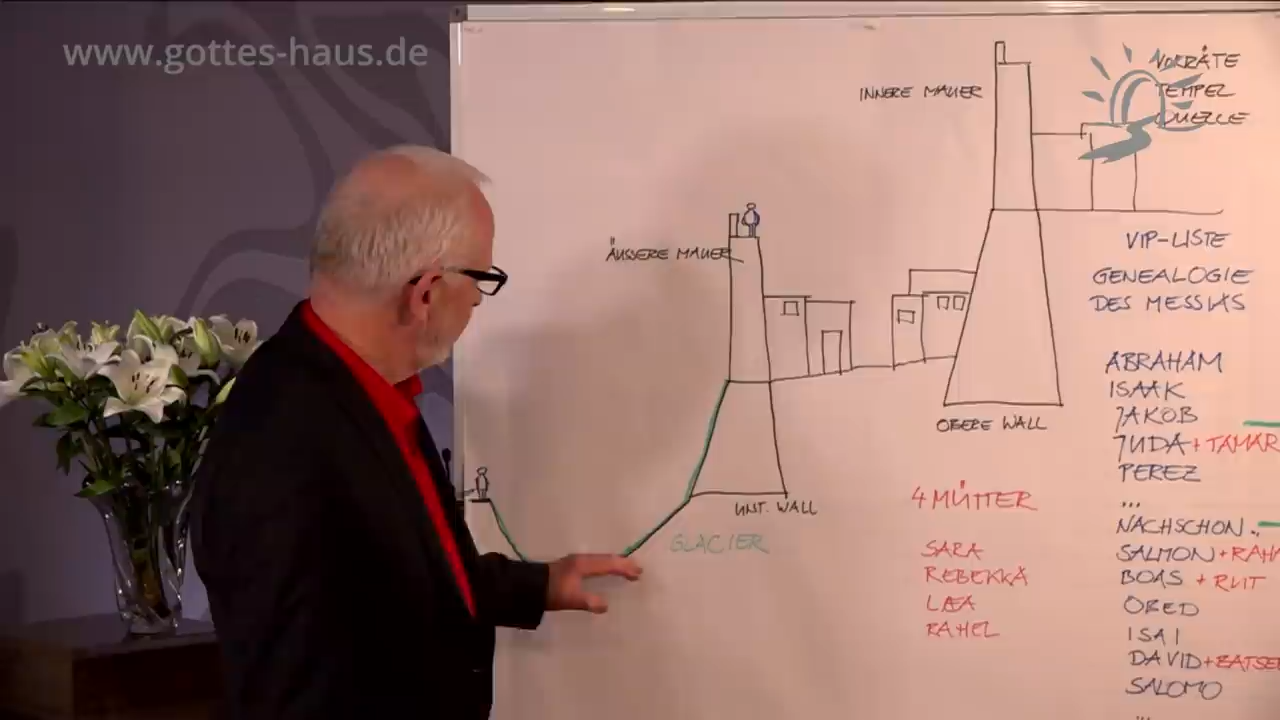 www.gottes-haus.de
INNERE MAUER
VORRÄTE
TEMPEL
QUELLE
ÄUSSERE MAUER
VIP-LISTE
GENEALOGIE
DES MESSIAS
ABRAHAM
ISAAK
JAKOB
JUDA + TAMAR
PEREZ
...
NACHSCHON
SALMON + RAHA
BOAS + RUT
OBED
ISAI
DAVID + BATSE
SALOMO
...
OBERE WALL
UNT. WALL
GLACIER
4 MÜTTER
SARA
REBEKKA
LEA
RAHEL